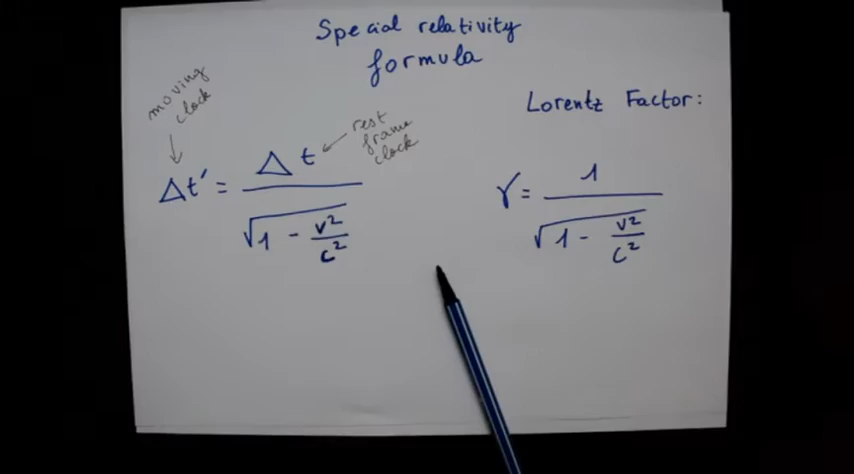 Special relativity
formula
moving
clock
rest
frame
clock
Δt' = Δt / √(1 - v²/c²)
Lorentz Factor:
γ = 1 / √(1 - v²/c²)